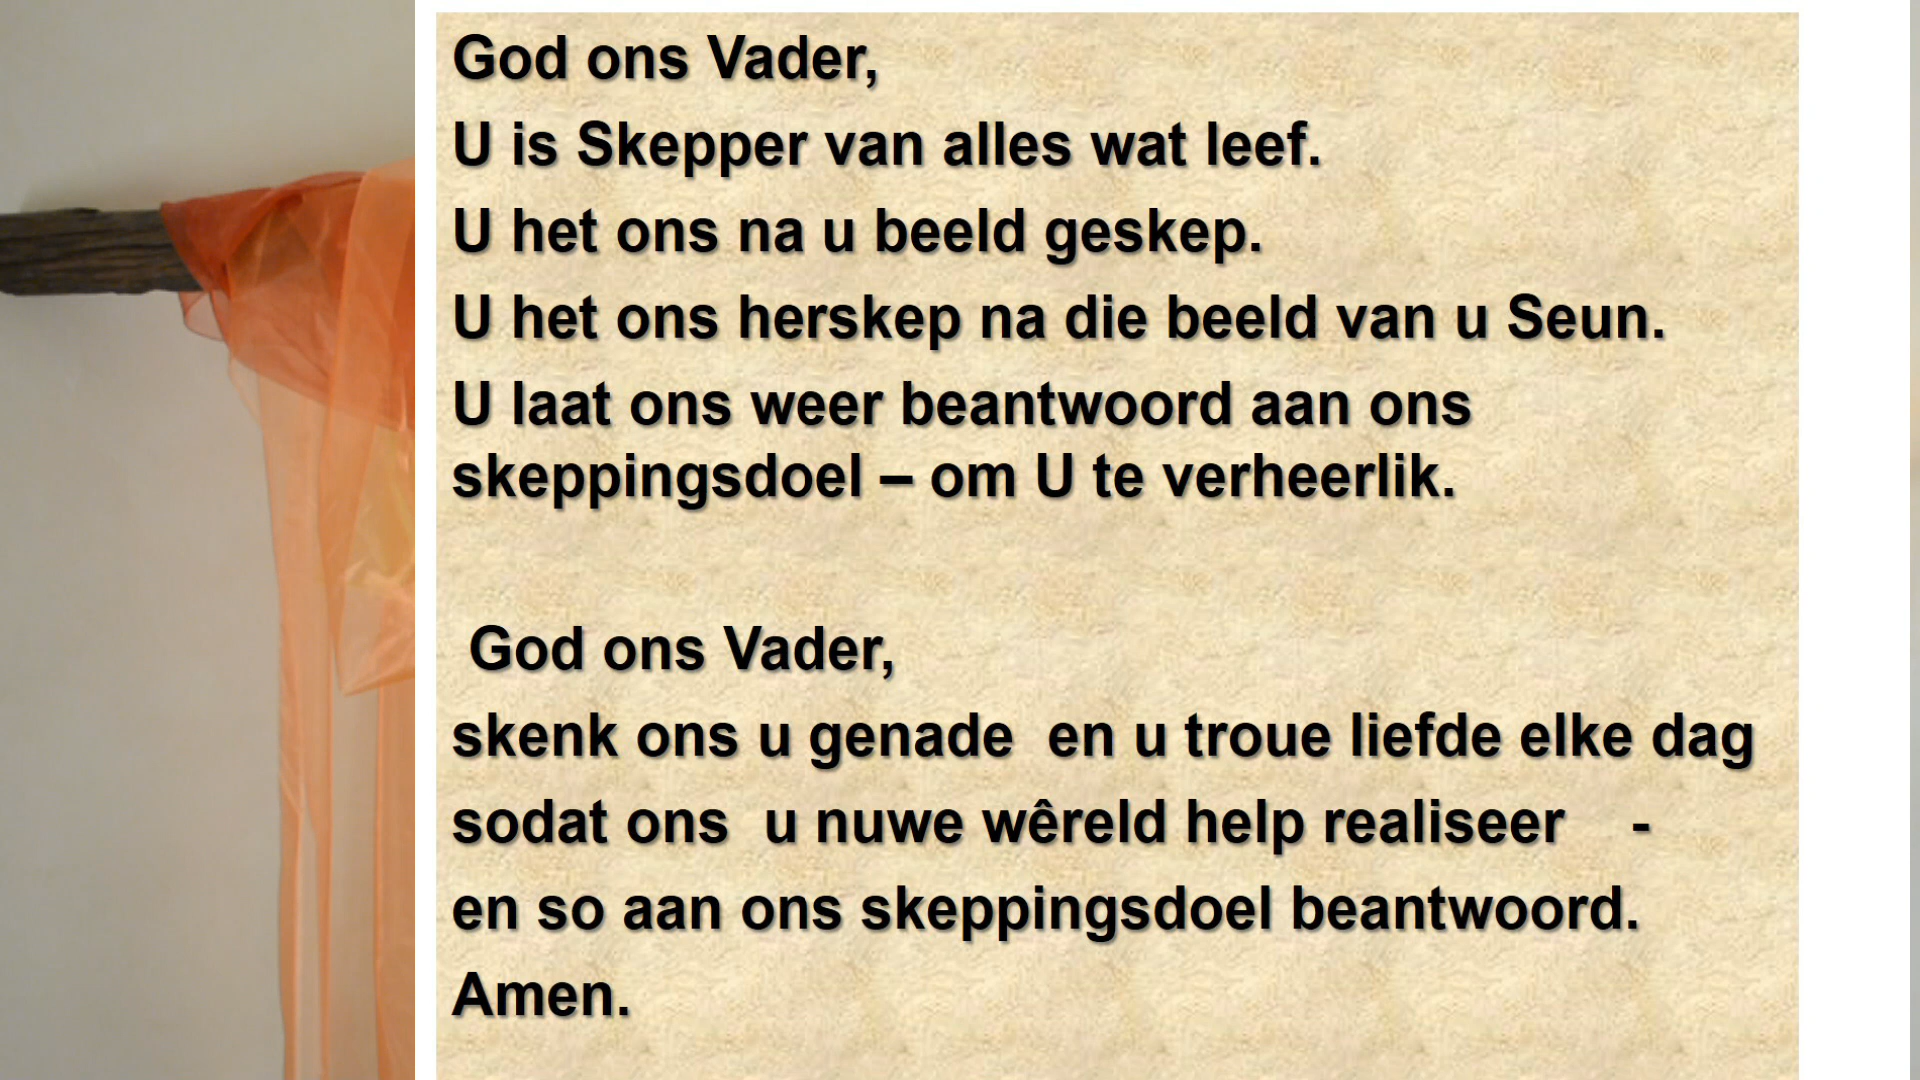 God ons Vader,
U is Skepper van alles wat leef.
U het ons na u beeld geskep.
U het ons herskep na die beeld van u Seun.
U laat ons weer beantwoord aan ons
skeppingsdoel – om U te verheerlik.
God ons Vader,
skenk ons u genade  en u troue liefde elke dag
sodat ons  u nuwe wêreld help realiseer    -
en so aan ons skeppingsdoel beantwoord.
Amen.